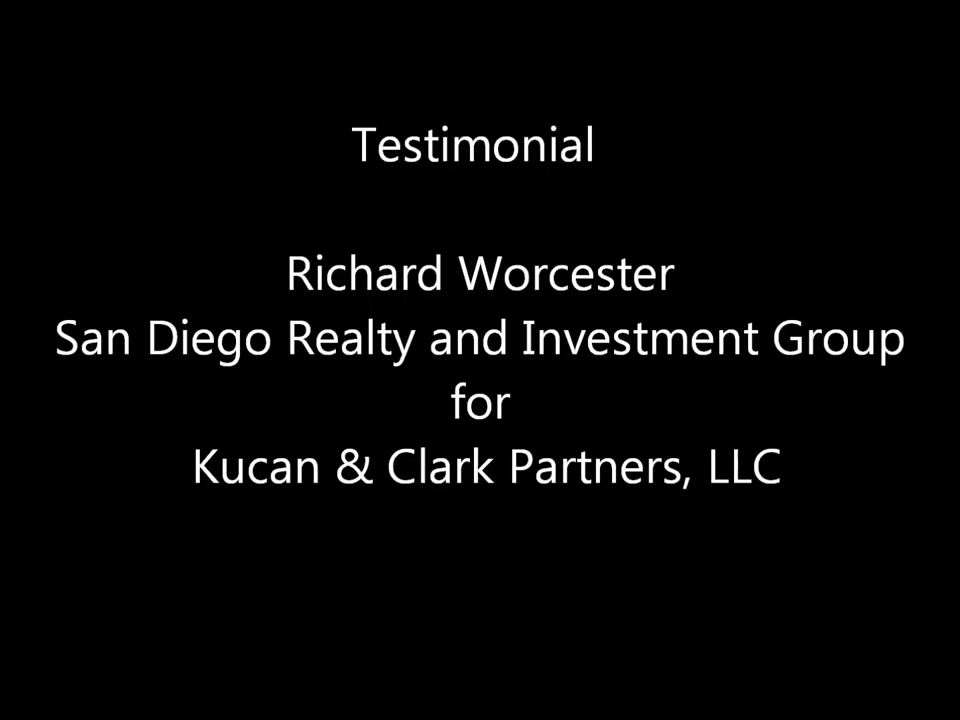 Testimonial
Richard Worcester
San Diego Realty and Investment Group
for
Kucan & Clark Partners, LLC